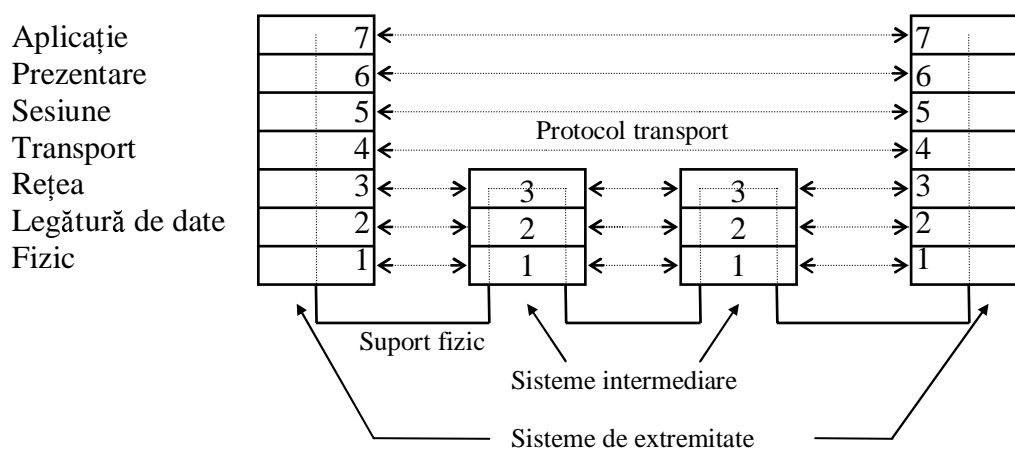 Aplicație 7 7
Prezentare 6 6
Sesiune 5 5
Protocol transport
Transport 4 4
Rețea 3 3 3 3
Legătură de date 2 2 2 2
Fizic 1 1 1 1
Suport fizic
Sisteme intermediare
Sisteme de extremitate